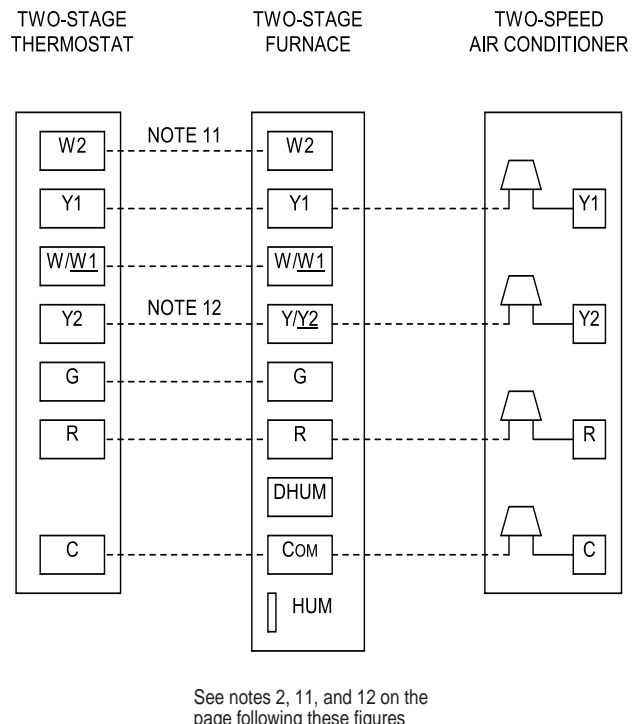 TWO-STAGE THERMOSTAT
TWO-STAGE FURNACE
TWO-SPEED AIR CONDITIONER
W2 NOTE 11 W2
Y1 Y1 Y1
W/W1 W/W1
Y2 NOTE 12 Y/Y2 Y2
G G
R R R
DHUM
C COM C
HUM
See notes 2, 11, and 12 on the
page following these figures